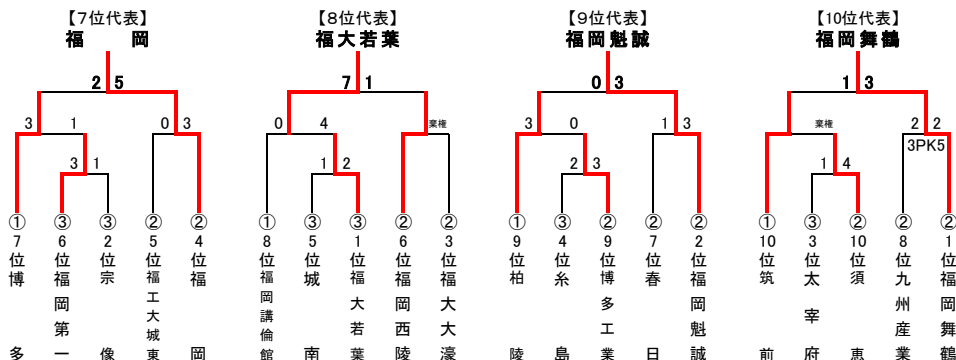 【7位代表】 【8位代表】 【9位代表】 【10位代表】
福岡 福大若葉 福岡魁誠 福岡舞鶴
2 5 7 1 0 3 1 3
3 1 0 3 0 4 棄権 3 0 1 3 棄権 2 2
3PK5
3 1 1 2 2 3 1 4
① ③ ③ ② ② ① ③ ③ ② ② ① ③ ② ② ② ① ③ ② ② ②
7位博多
6位福岡第一
2位宗像
5位福工大城東
4位福岡
8位福岡講倫館
5位城南
1位福大若葉
6位福岡西陵
3位福大大濠
9位柏陵
4位糸島
9位博多工業
7位春日
2位福岡魁誠
10位筑前
3位太宰府
10位須恵
8位九州産業
1位福岡舞鶴